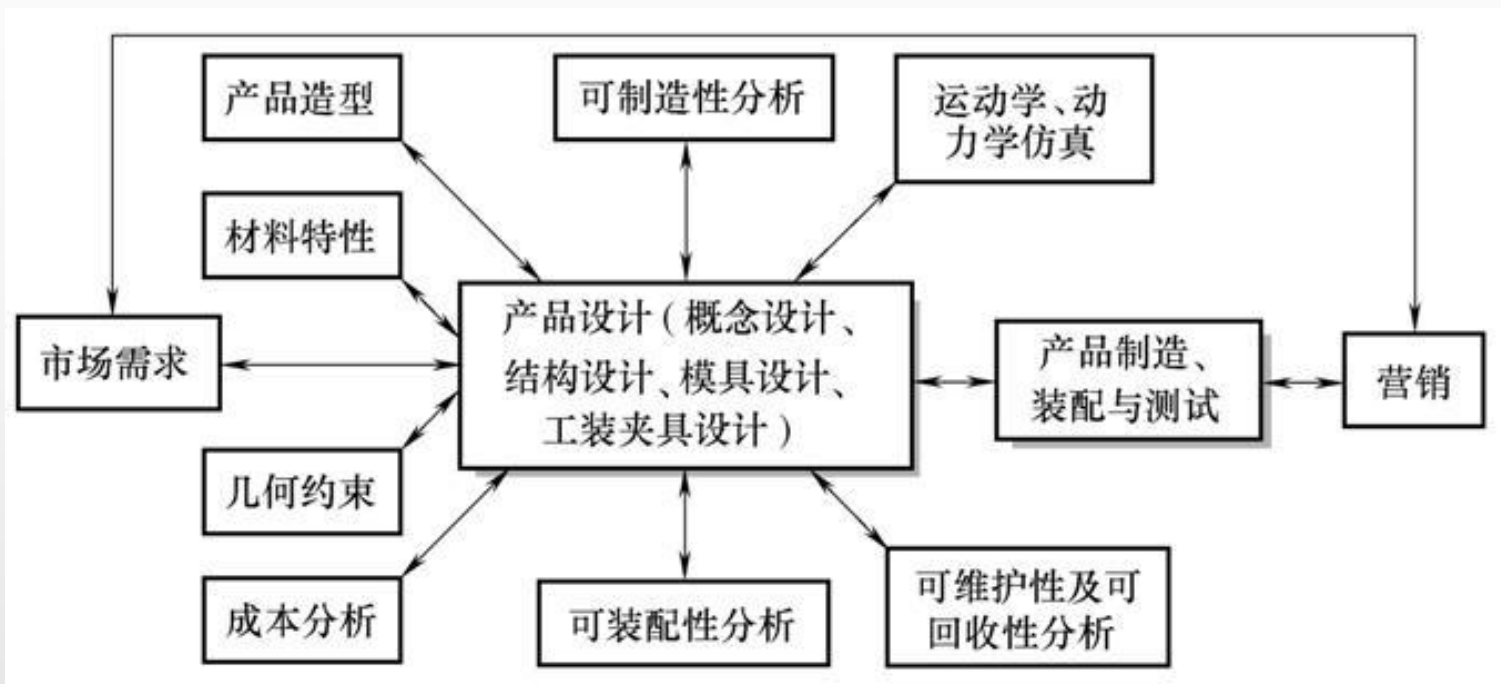 产品造型
可制造性分析
运动学、动
力学仿真
材料特性
市场需求
产品设计(概念设计、
结构设计、模具设计、
工装夹具设计)
产品制造、
装配与测试
营销
几何约束
成本分析
可装配性分析
可维护性及可
回收性分析